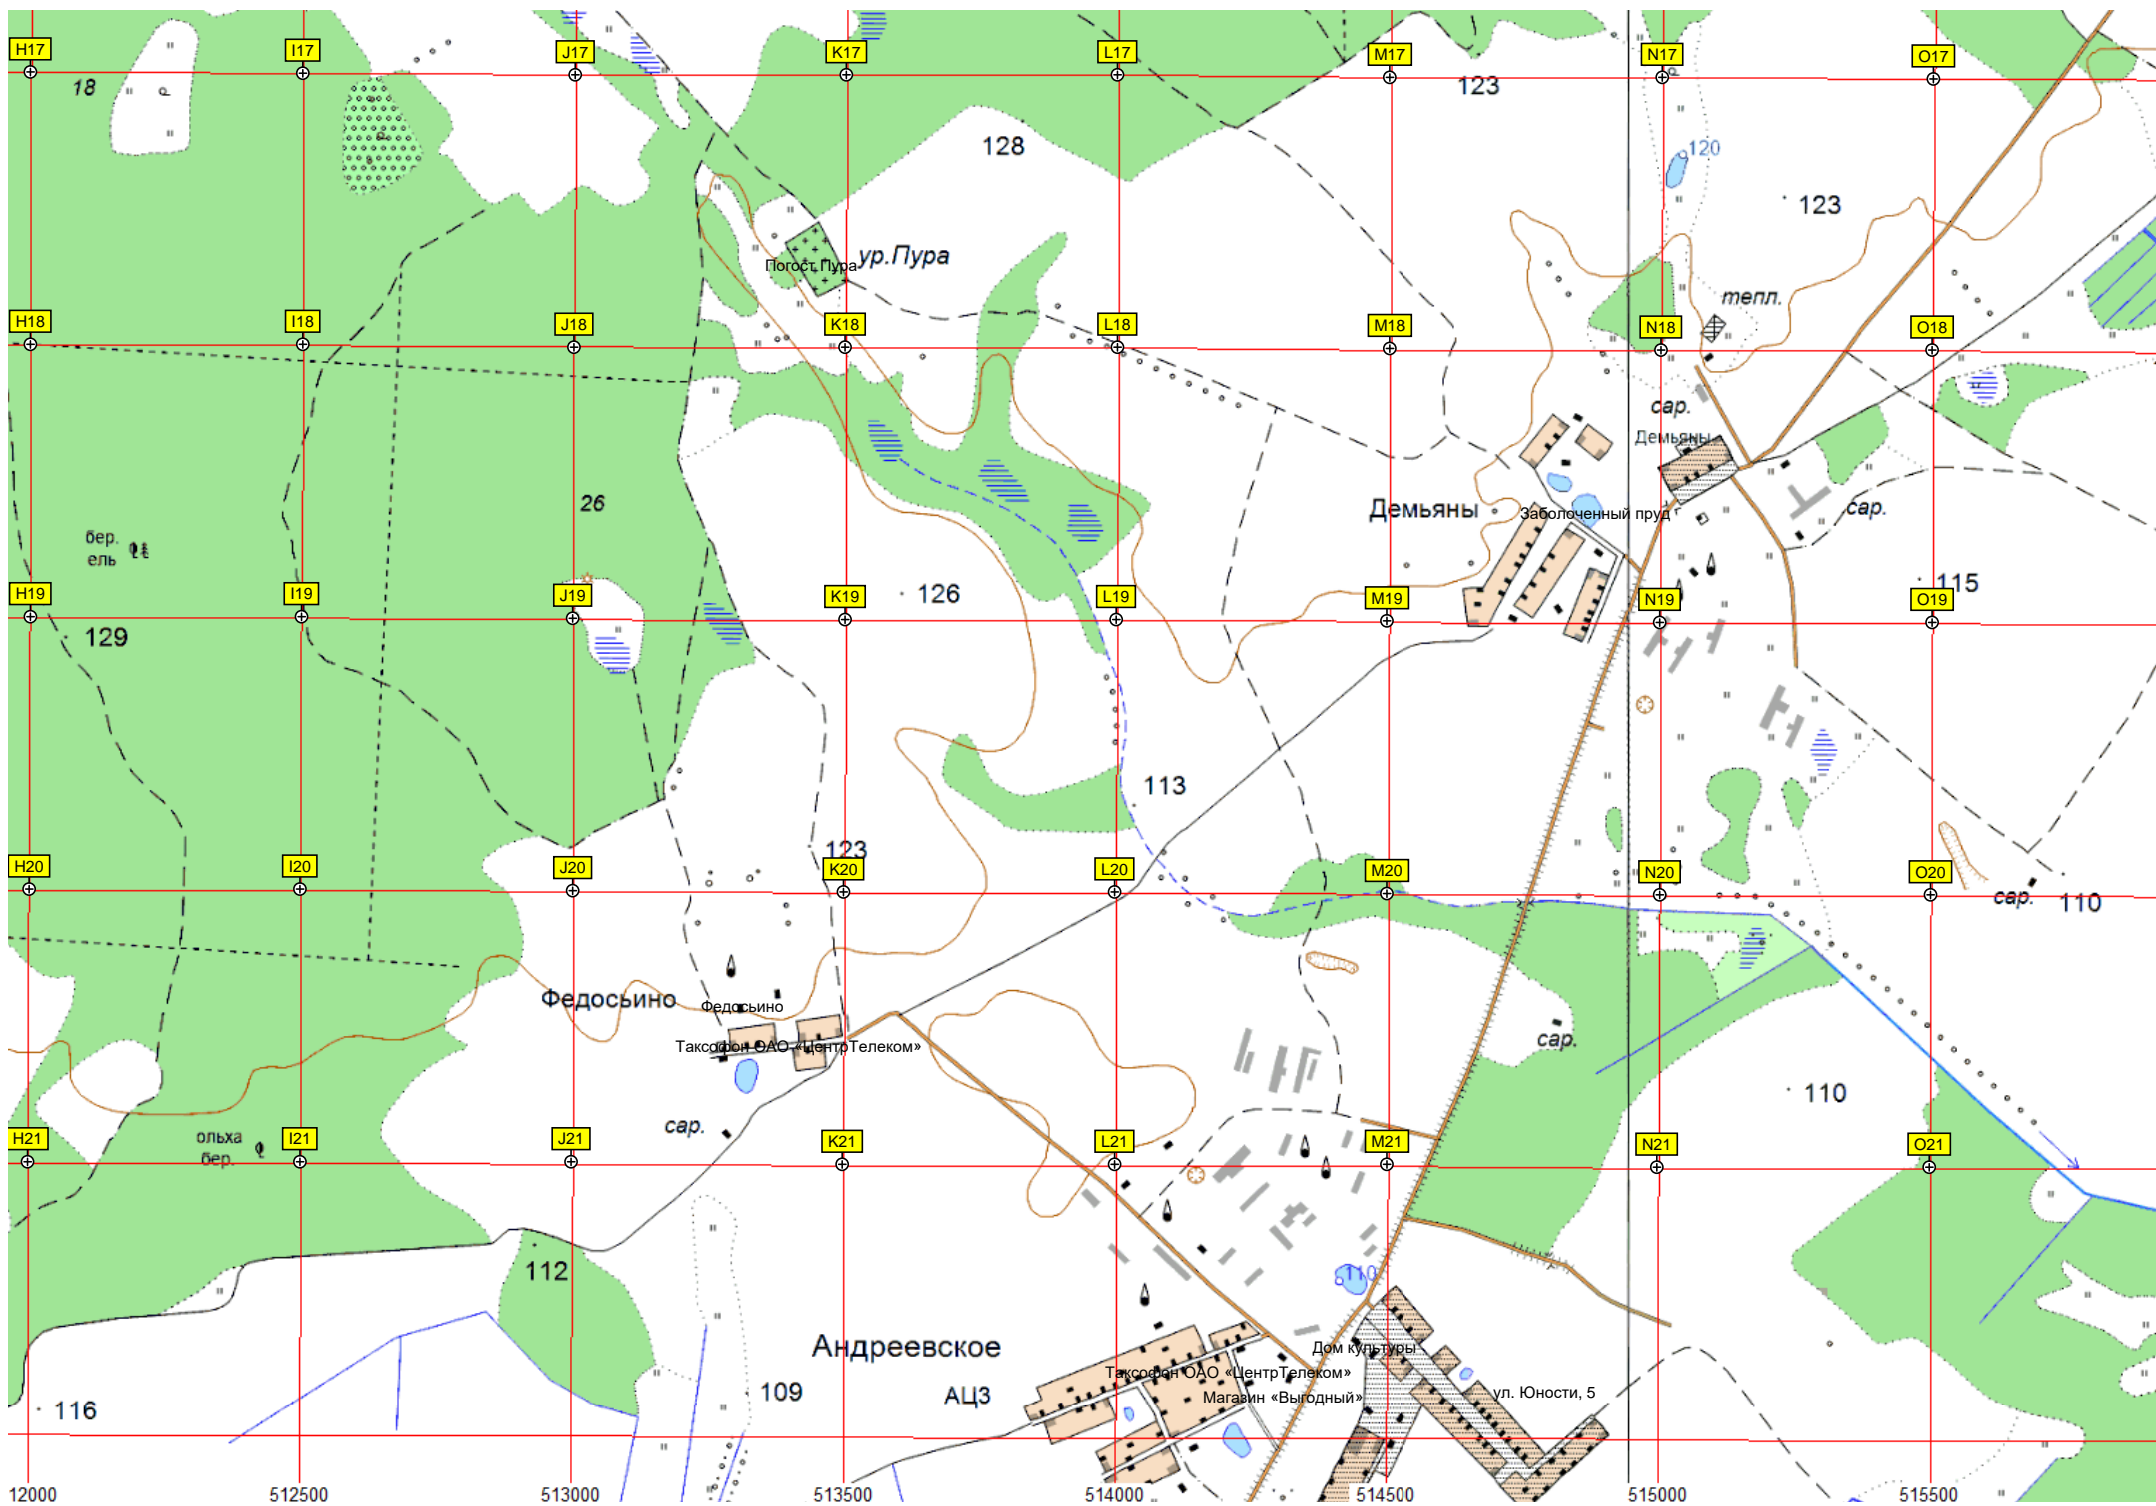 H17
I17
J17
K17
L17
M17
N17
O17
18
123
128
120
123
ур.Пура
Погост Пура
тепл.
H18
I18
J18
K18
L18
M18
N18
O18
сар.
Демьяны
26
Демьяны
Заболоченный пруд
сар.
бер.
ель
H19
I19
J19
K19
126
L19
M19
N19
115
O19
129
113
123
H20
I20
J20
K20
L20
M20
N20
O20
сар.
110
Федосьино
Федосьино
Таксофон ОАО «ЦентрТелеком»
сар.
110
сар.
ольха
бер.
H21
I21
J21
K21
L21
M21
N21
O21
112
110
Андреевское
Дом культуры
Таксофон ОАО «ЦентрТелеком»
109
АЦЗ
Магазин «Выгодный»
ул. Юности, 5
116
12000
512500
513000
513500
514000
514500
515000
515500